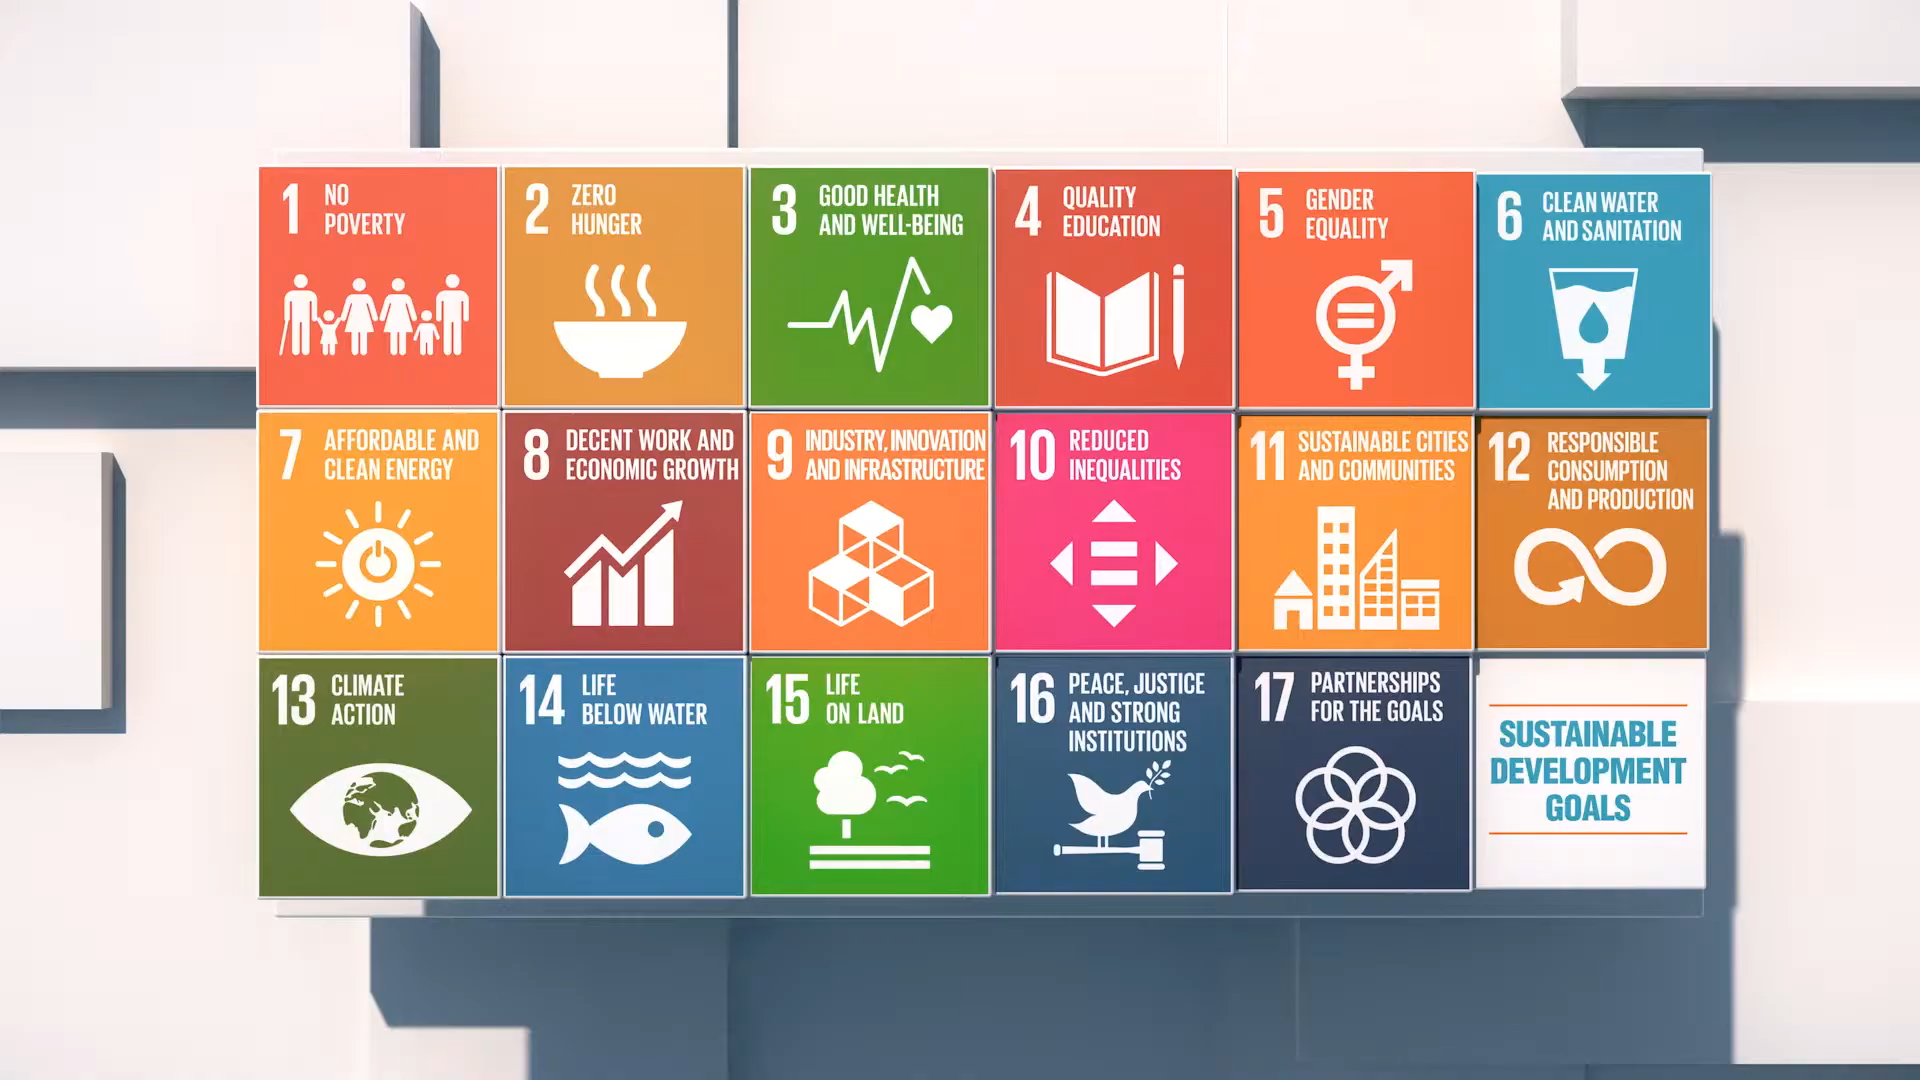 1 NO
POVERTY
2 ZERO
HUNGER
3 GOOD HEALTH
AND WELL-BEING
4 QUALITY
EDUCATION
5 GENDER
EQUALITY
6 CLEAN WATER
AND SANITATION
7 AFFORDABLE AND
CLEAN ENERGY
8 DECENT WORK AND
ECONOMIC GROWTH
9 INDUSTRY, INNOVATION
AND INFRASTRUCTURE
10 REDUCED
INEQUALITIES
11 SUSTAINABLE CITIES
AND COMMUNITIES
12 RESPONSIBLE
CONSUMPTION
AND PRODUCTION
13 CLIMATE
ACTION
14 LIFE
BELOW WATER
15 LIFE
ON LAND
16 PEACE, JUSTICE
AND STRONG
INSTITUTIONS
17 PARTNERSHIPS
FOR THE GOALS
SUSTAINABLE
DEVELOPMENT
GOALS